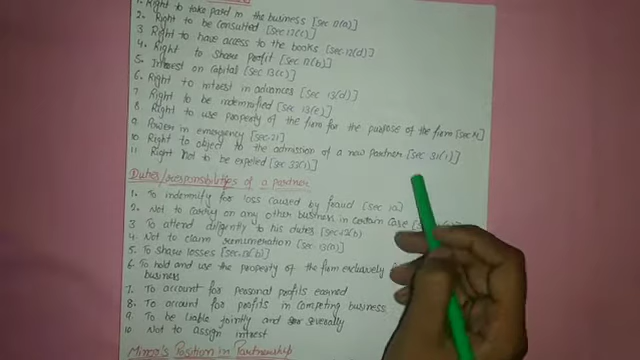 1. Right to take part in the business [sec 12(a)]
2. Right to be consulted [sec 12(c)]
3 Right to have access to the books [sec 12(d)]
4. Right to share profit [sec 13(b)]
5. Interest on capital [sec 13(c)]
6. Right to intrest in advances [sec 13(d)]
7 Right to be indemnified [sec 13(e)]
8 Right to use property of the firm for the purpose of the firm [sec
9 Power in emergency [sec-21]
10 Right to object to the admission of a new partner [sec 31(1)]
11 Right not to be expelled [sec 33(1)]
Duties/responsibilities of a partner
1. To indemnify for loss caused by fraud [sec 10]
2. Not to carry on any other business in certain case
3 To attend diligently to his duties [sec-12(b)]
4 Not to claim remuneration [sec-13(a)]
5 To share losses [sec-13(b)]
6 To hold and use the property of the firm exclusively
business
7. To account for personal profits earned
8. To account for profits in competing business
9 To be liable jointly and severally
10 Not to assign intrest
Minor's Position in Partnership